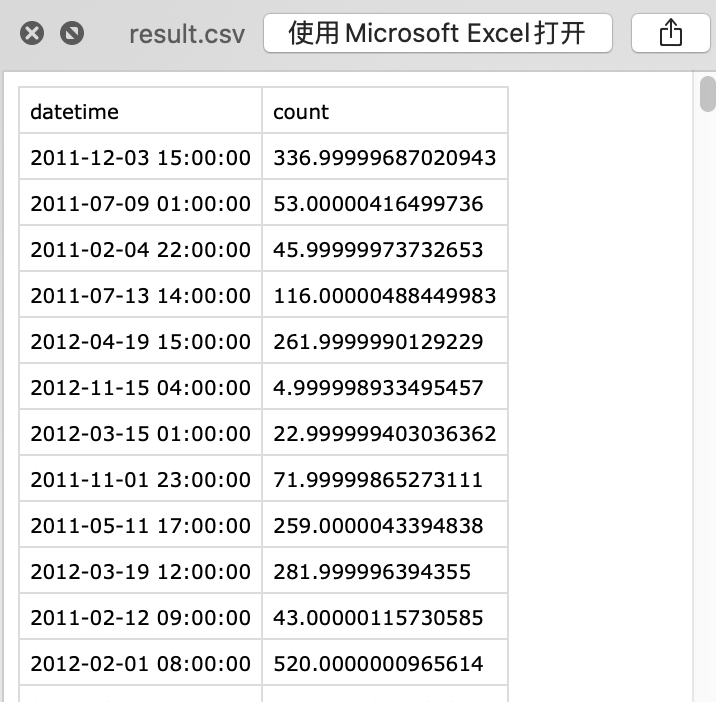 result.csv 使用 Microsoft Excel 打开
datetime count
2011-12-03 15:00:00 336.99999687020943
2011-07-09 01:00:00 53.00000416499736
2011-02-04 22:00:00 45.99999973732653
2011-07-13 14:00:00 116.00000488449983
2012-04-19 15:00:00 261.9999990129229
2012-11-15 04:00:00 4.999998933495457
2012-03-15 01:00:00 22.999999403036362
2011-11-01 23:00:00 71.99999865273111
2011-05-11 17:00:00 259.0000043394838
2012-03-19 12:00:00 281.999996394355
2011-02-12 09:00:00 43.00000115730585
2012-02-01 08:00:00 520.0000000965614